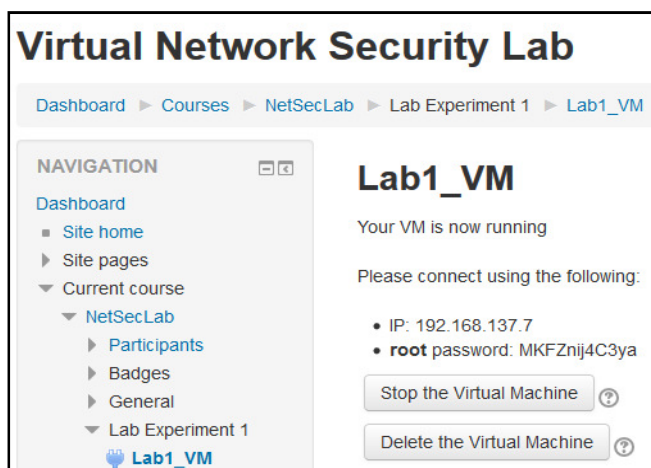 Virtual Network Security Lab
Dashboard Courses NetSecLab Lab Experiment 1 Lab1_VM
NAVIGATION
Dashboard
Site home
Site pages
Current course
NetSecLab
Participants
Badges
General
Lab Experiment 1
Lab1_VM
Lab1_VM
Your VM is now running
Please connect using the following:
• IP: 192.168.137.7
• root password: MKFZnij4C3ya
Stop the Virtual Machine ?
Delete the Virtual Machine ?